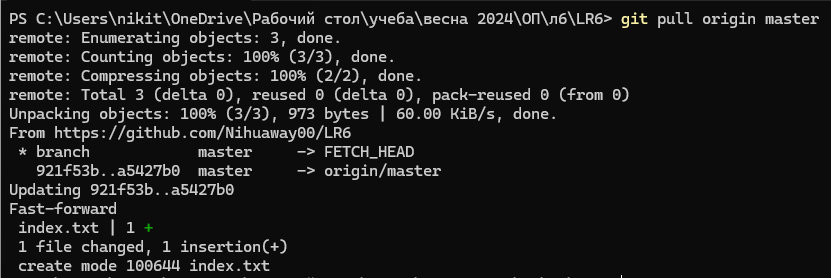 PS C:\Users\nikit\OneDrive\Рабочий стол\учеба\весна 2024\ОП\л6\LR6> git pull origin master
remote: Enumerating objects: 3, done.
remote: Counting objects: 100% (3/3), done.
remote: Compressing objects: 100% (2/2), done.
remote: Total 3 (delta 0), reused 0 (delta 0), pack-reused 0 (from 0)
Unpacking objects: 100% (3/3), 973 bytes | 60.00 KiB/s, done.
From https://github.com/Nihuaway00/LR6
 * branch            master     -> FETCH_HEAD
   921f53b..a5427b0  master     -> origin/master
Updating 921f53b..a5427b0
Fast-forward
 index.txt | 1 +
 1 file changed, 1 insertion(+)
 create mode 100644 index.txt